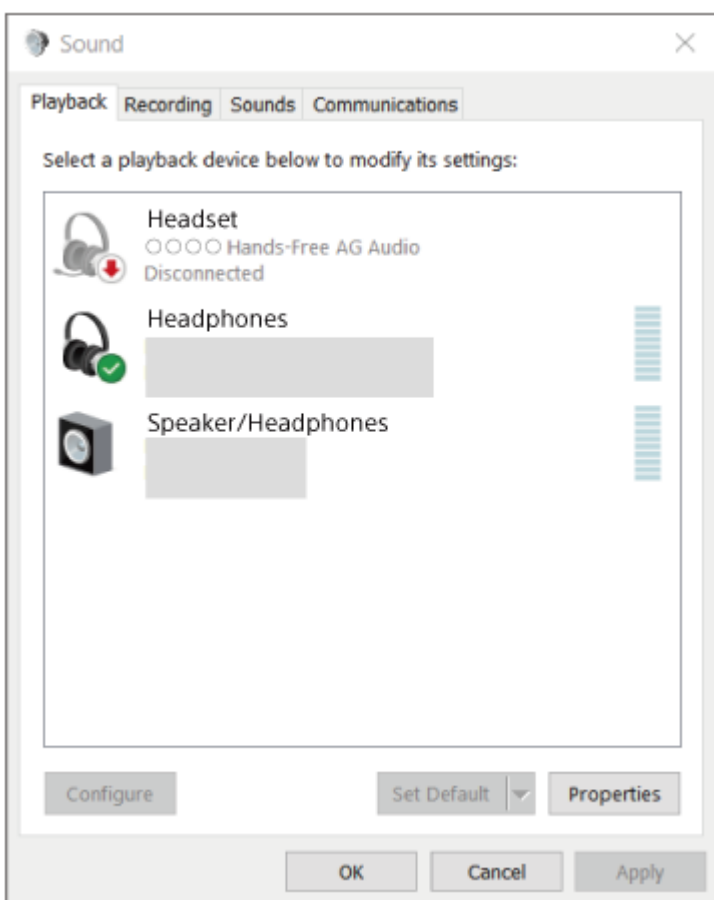 Sound
Playback Recording Sounds Communications
Select a playback device below to modify its settings:
Headset
○○○○ Hands-Free AG Audio
Disconnected
Headphones
Speaker/Headphones
Configure Set Default Properties
OK Cancel Apply